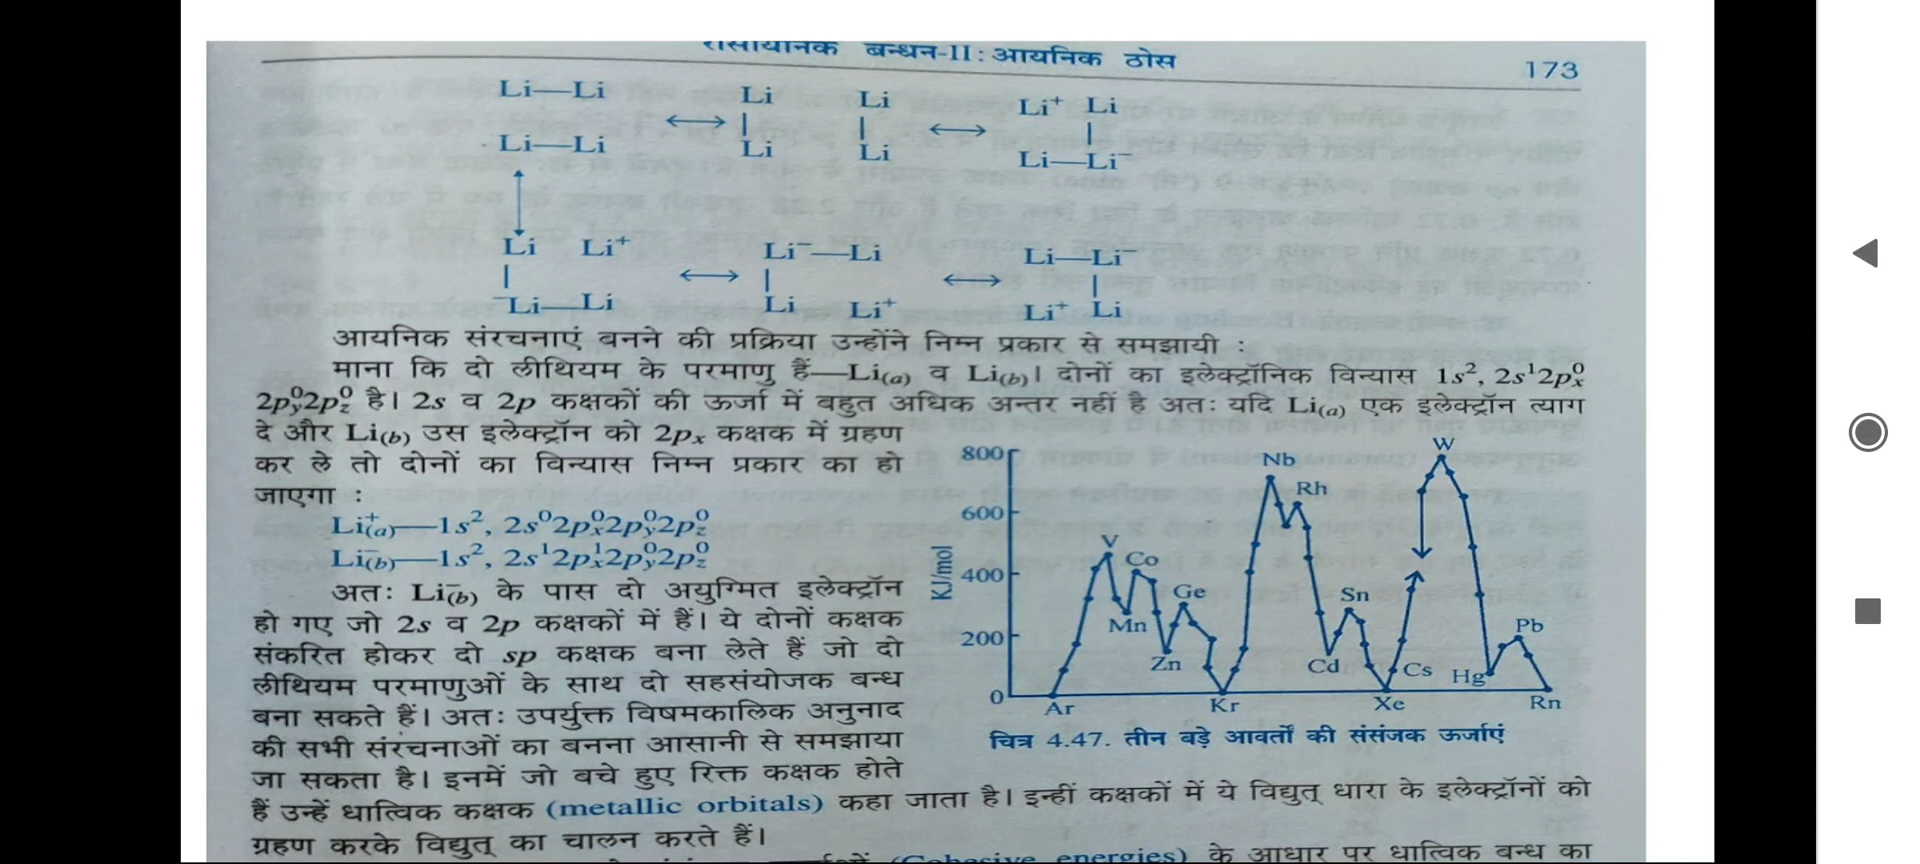 रासायनिक बन्धन-II : आयनिक ठोस 173
Li—Li Li Li Li⁺ Li
←→ | | ←→ |
Li—Li Li Li Li—Li⁻
↕
Li Li⁺ Li⁻—Li Li—Li⁻
| ←→ | ←→ |
⁻Li—Li Li Li⁺ Li⁺ Li
आयनिक संरचनाएं बनने की प्रक्रिया उन्होंने निम्न प्रकार से समझायी :
माना कि दो लीथियम के परमाणु हैं—Li(a) व Li(b)। दोनों का इलेक्ट्रॉनिक विन्यास 1s², 2s¹2pₓ⁰
2p_y⁰2p_z⁰ है। 2s व 2p कक्षकों की ऊर्जा में बहुत अधिक अन्तर नहीं है अतः यदि Li(a) एक इलेक्ट्रॉन त्याग
दे और Li(b) उस इलेक्ट्रॉन को 2pₓ कक्षक में ग्रहण
कर ले तो दोनों का विन्यास निम्न प्रकार का हो
जाएगा :
Li⁺(a)—1s², 2s⁰2pₓ⁰2p_y⁰2p_z⁰
Li⁻(b)—1s², 2s¹2pₓ¹2p_y⁰2p_z⁰
अतः Li⁻(b) के पास दो अयुग्मित इलेक्ट्रॉन
हो गए जो 2s व 2p कक्षकों में हैं। ये दोनों कक्षक
संकरित होकर दो sp कक्षक बना लेते हैं जो दो
लीथियम परमाणुओं के साथ दो सहसंयोजक बन्ध
बना सकते हैं। अतः उपर्युक्त विषमकालिक अनुनाद
की सभी संरचनाओं का बनना आसानी से समझाया
जा सकता है। इनमें जो बचे हुए रिक्त कक्षक होते
KJ/mol
800
600
400
200
0
V
Co
Mn
Ge
Zn
Nb
Rh
Sn
Cd
W
Cs
Hg
Pb
Ar
Kr
Xe
Rn
चित्र 4.47. तीन बड़े आवर्तों की संसंजक ऊर्जाएं
हैं उन्हें धात्विक कक्षक (metallic orbitals) कहा जाता है। इन्हीं कक्षकों में ये विद्युत् धारा के इलेक्ट्रॉनों को
ग्रहण करके विद्युत् का चालन करते हैं।
(Cohesive energies) के आधार पर धात्विक बन्ध का